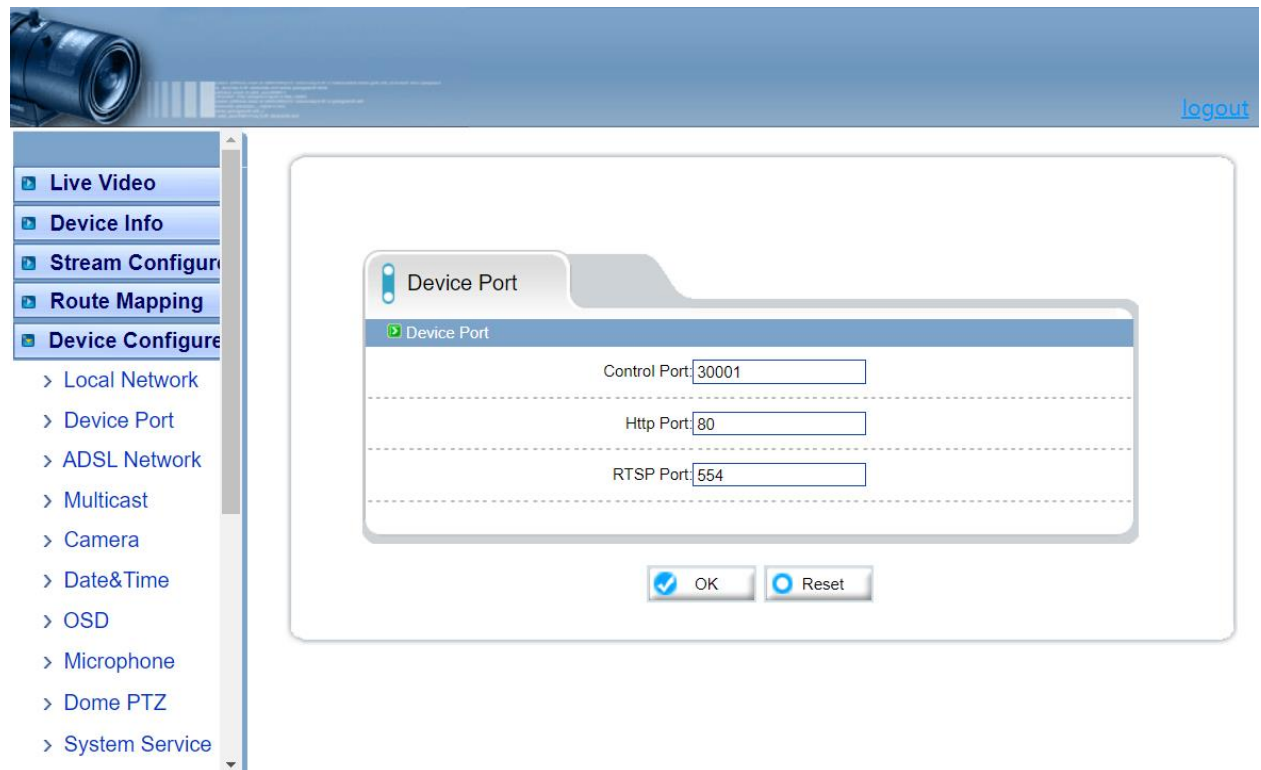 logout
Live Video
Device Info
Stream Configure
Route Mapping
Device Configure
Local Network
Device Port
ADSL Network
Multicast
Camera
Date&Time
OSD
Microphone
Dome PTZ
System Service
Device Port
Device Port
Control Port: 30001
Http Port: 80
RTSP Port: 554
OK Reset